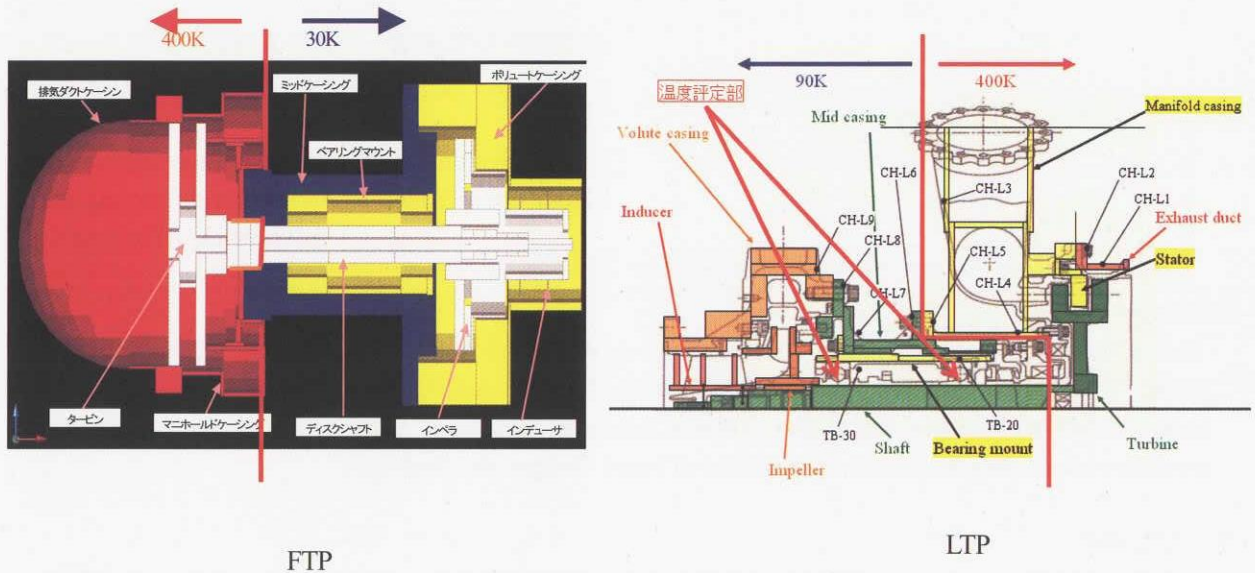 400K
30K
排気ダクトケーシン
ミッドケーシング
ボリュートケーシング
ベアリングマウント
タービン
マニホールドケーシング
ディスクシャフト
インペラ
インデューサ
FTP
90K
400K
温度評定部
Manifold casing
Volute casing
Mid casing
CH-L6
CH-L3
CH-L2
CH-L1
Inducer
CH-L9
CH-L8
Exhaust duct
CH-L5
Stator
CH-L7
CH-L4
TB-30
TB-20
Shaft
Bearing mount
Turbine
Impeller
LTP